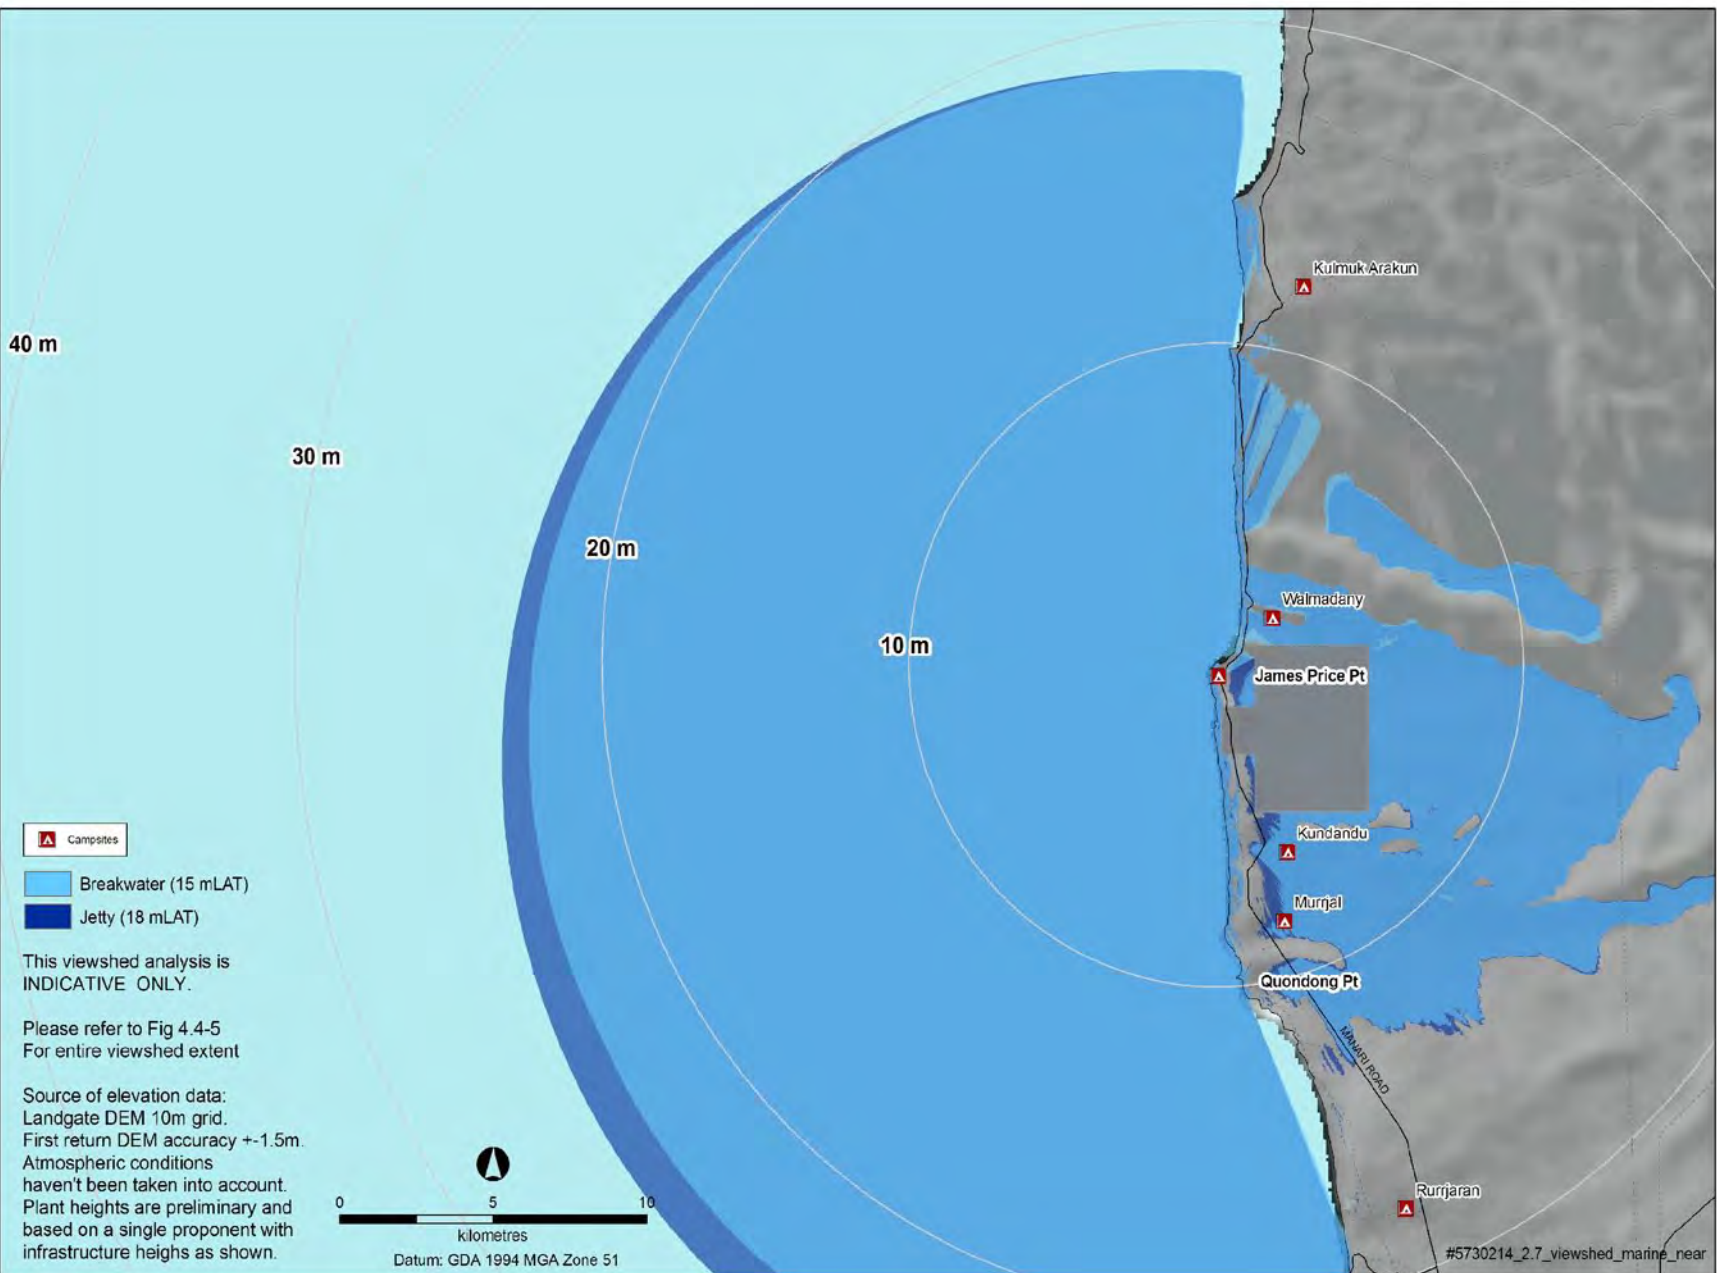 Kulmuk Arakun
40 m
30 m
20 m
10 m
Walmadany
James Price Pt
Kundandu
Murrjal
Quondong Pt
MANARI ROAD
Rurrjaran
Campsites
Breakwater (15 mLAT)
Jetty (18 mLAT)
This viewshed analysis is
INDICATIVE ONLY.
Please refer to Fig 4.4-5
For entire viewshed extent
Source of elevation data:
Landgate DEM 10m grid.
First return DEM accuracy +-1.5m.
Atmospheric conditions
haven't been taken into account.
Plant heights are preliminary and
based on a single proponent with
infrastructure heighs as shown.
0 5 10
kilometres
Datum: GDA 1994 MGA Zone 51
#5730214_2.7_viewshed_marine_near